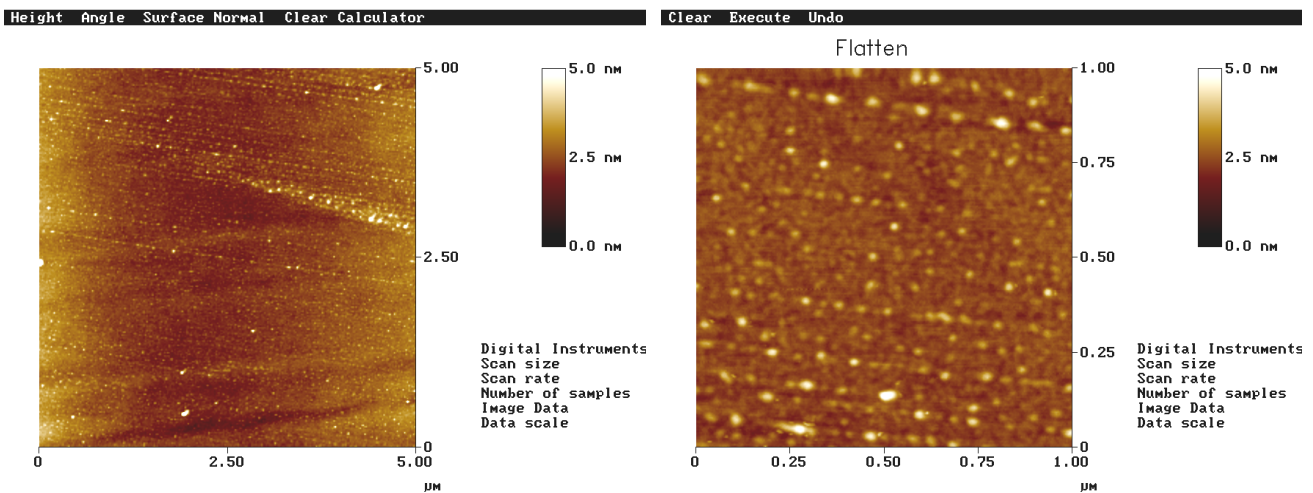 Height Angle Surface Normal Clear Calculator
5.00
5.0 nM
2.5 nM
0.0 nM
2.50
Digital Instruments
Scan size
Scan rate
Number of samples
Image Data
Data scale
0
0 2.50 5.00
µM
Clear Execute Undo
Flatten
1.00
5.0 nM
0.75
2.5 nM
0.0 nM
0.50
0.25
Digital Instruments
Scan size
Scan rate
Number of samples
Image Data
Data scale
0
0 0.25 0.50 0.75 1.00
µM